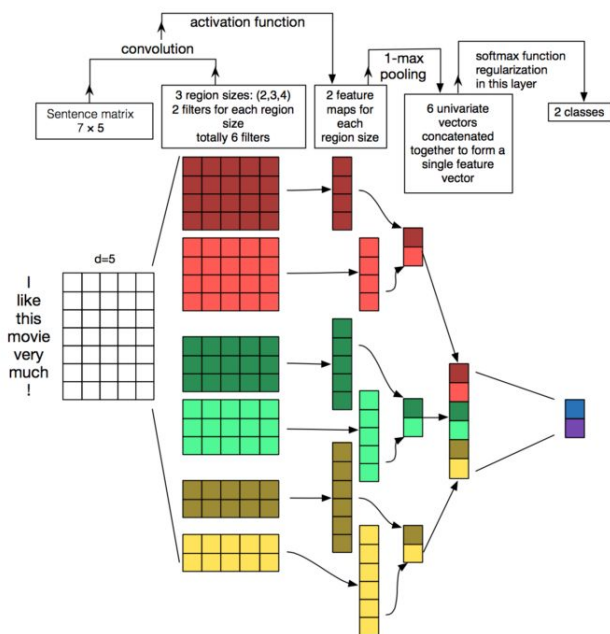 activation function
convolution
1-max
pooling
softmax function
regularization
in this layer
Sentence matrix
7 × 5
3 region sizes: (2,3,4)
2 filters for each region
size
totally 6 filters
2 feature
maps for
each
region size
6 univariate
vectors
concatenated
together to form a
single feature
vector
2 classes
d=5
I
like
this
movie
very
much
!